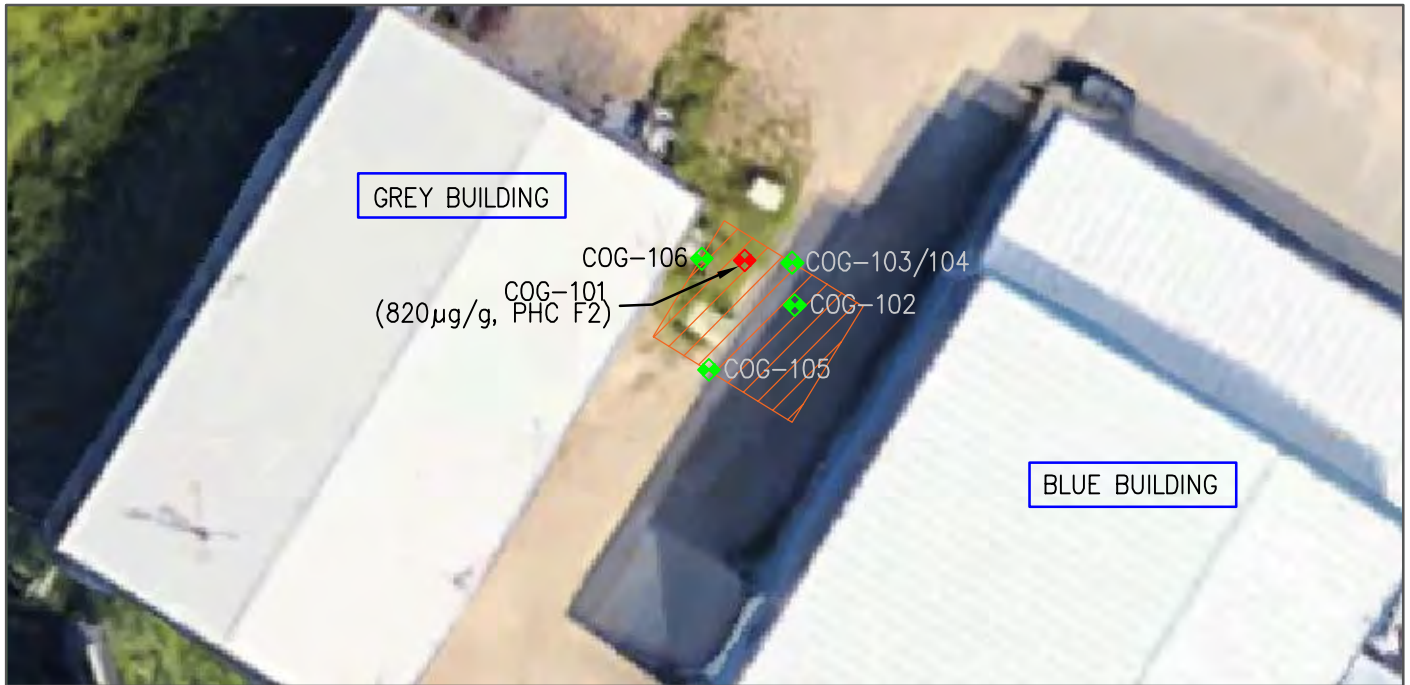 GREY BUILDING
COG-106
COG-103/104
COG-101
(820µg/g, PHC F2)
COG-102
COG-105
BLUE BUILDING